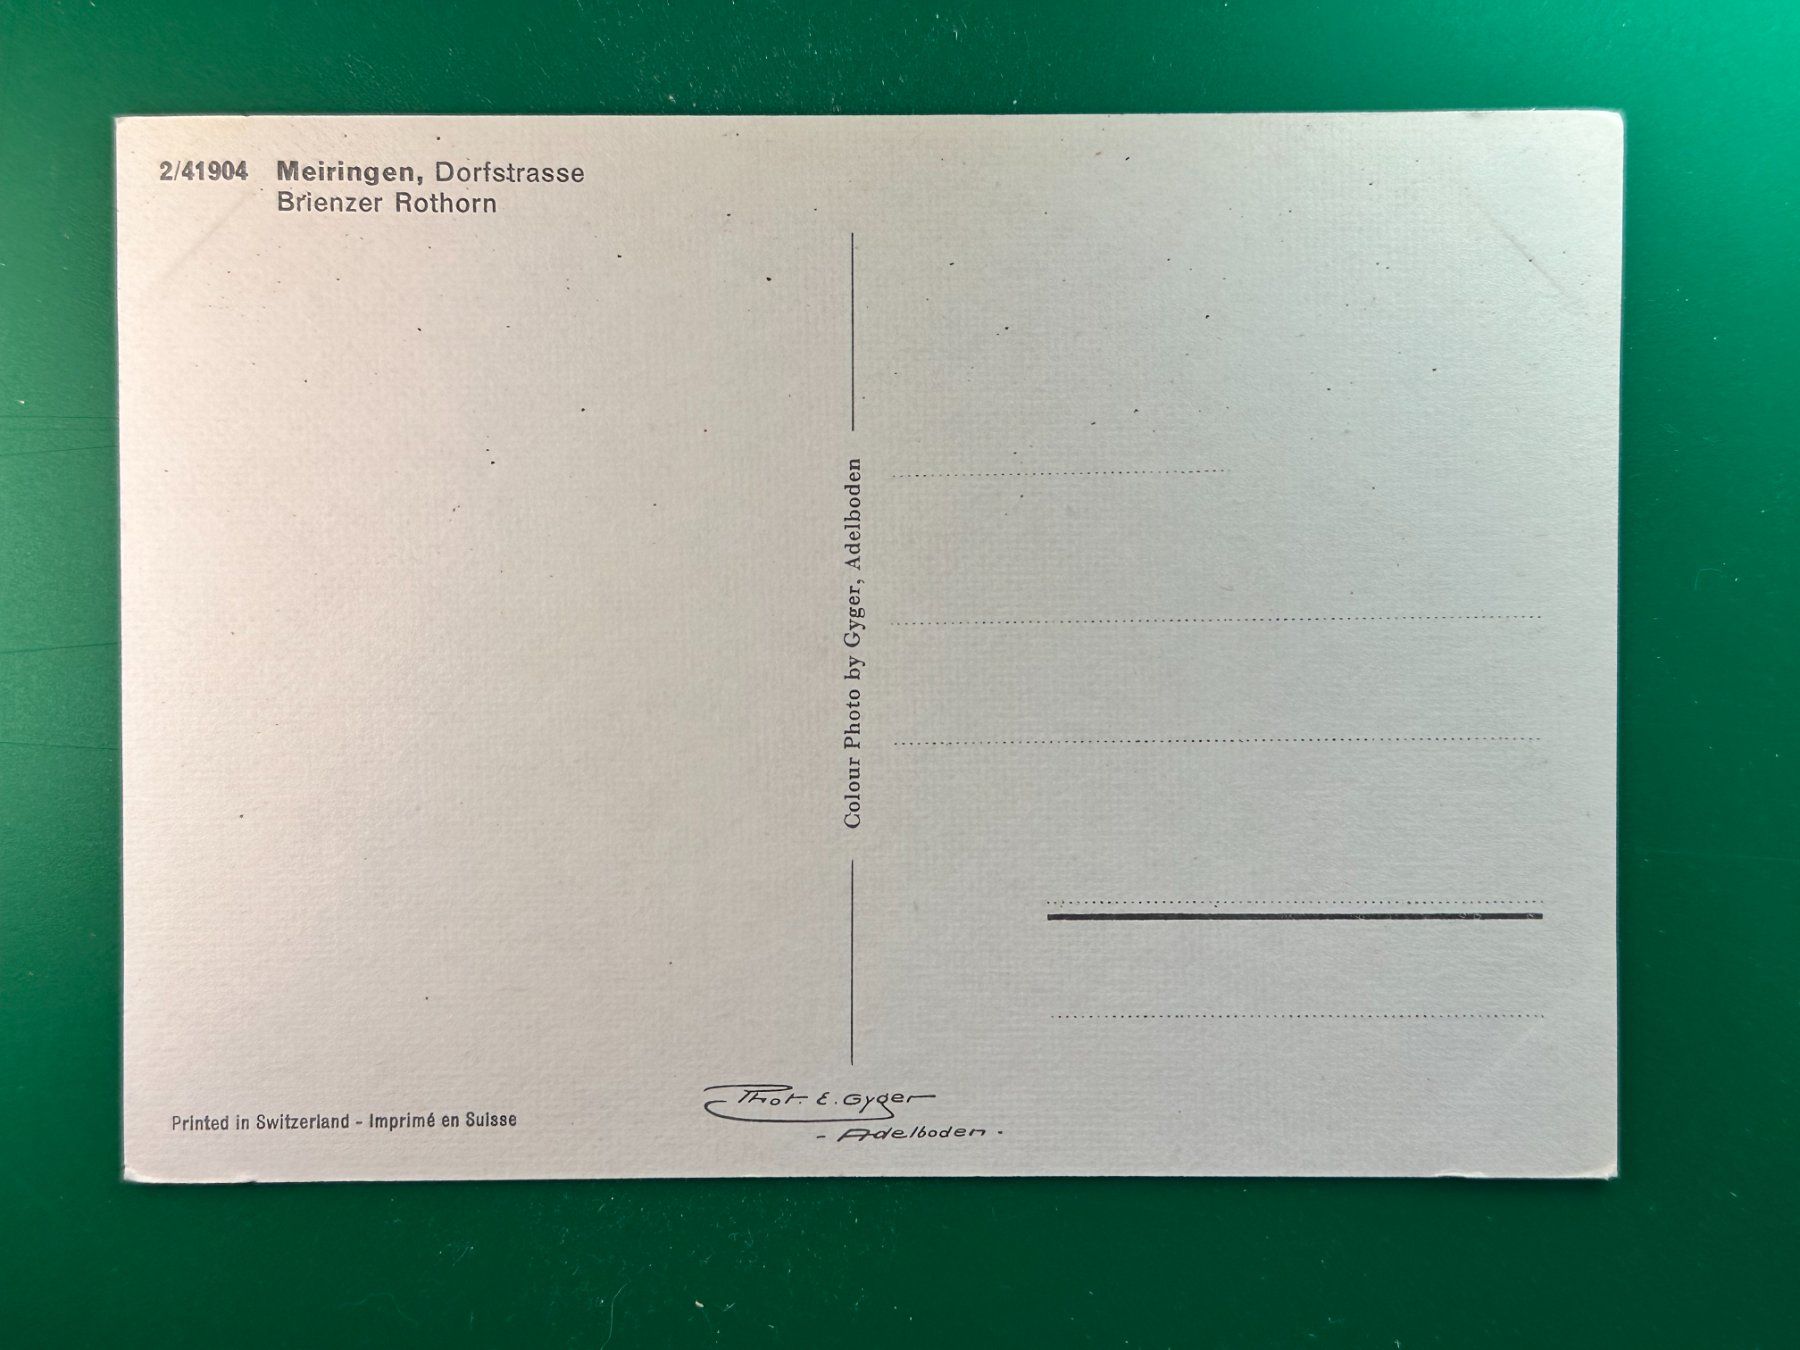 2/41904 Meiringen, Dorfstrasse
Brienzer Rothorn
Colour Photo by Gyger, Adelboden
Printed in Switzerland - Imprimé en Suisse
Phot. E. Gyger
- Adelboden -